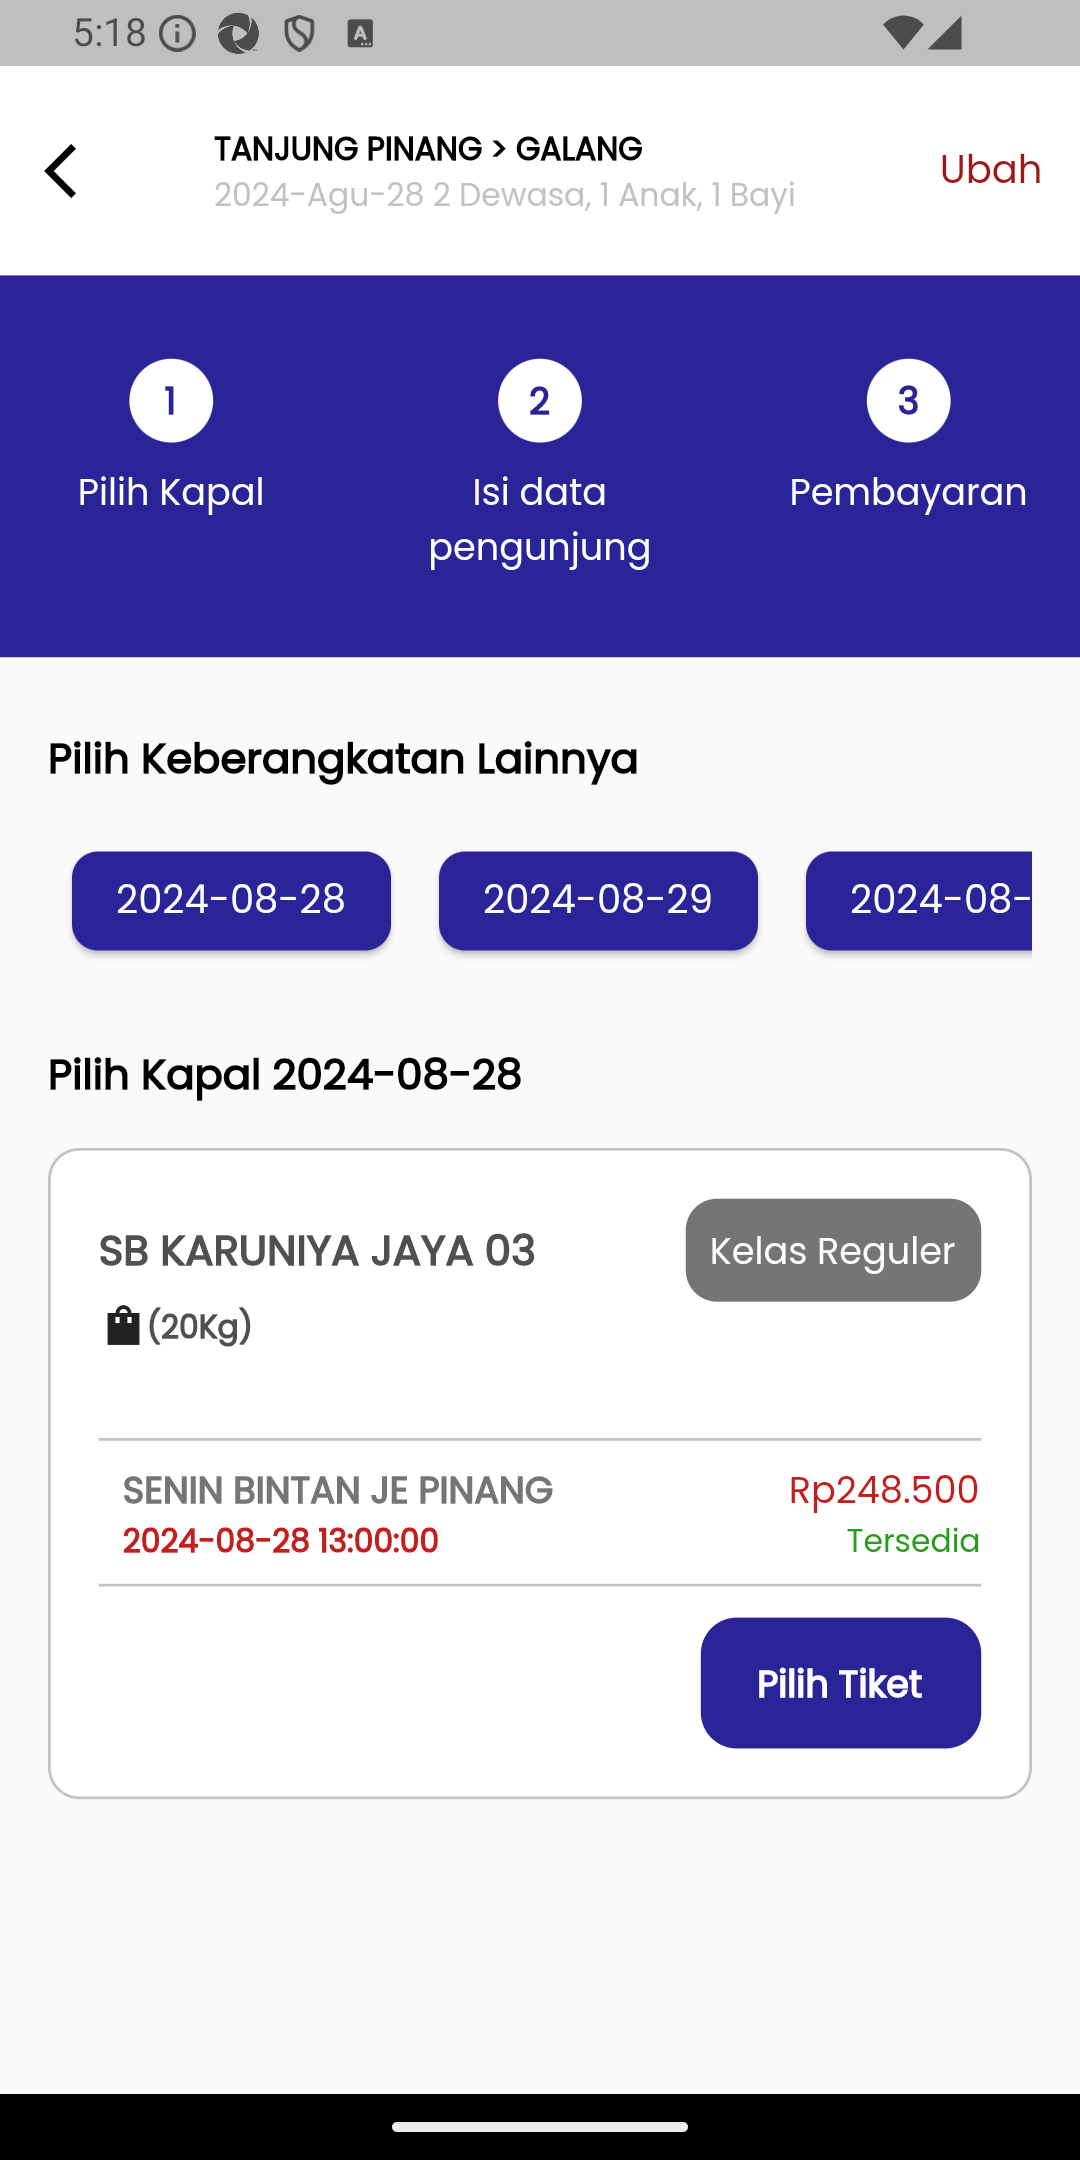 5:18
TANJUNG PINANG > GALANG
2024-Agu-28 2 Dewasa, 1 Anak, 1 Bayi
Ubah
1
2
3
Pilih Kapal
Isi data
pengunjung
Pembayaran
Pilih Keberangkatan Lainnya
2024-08-28
2024-08-29
2024-08-
Pilih Kapal 2024-08-28
SB KARUNIYA JAYA 03
Kelas Reguler
(20Kg)
SENIN BINTAN JE PINANG
Rp248.500
2024-08-28 13:00:00
Tersedia
Pilih Tiket